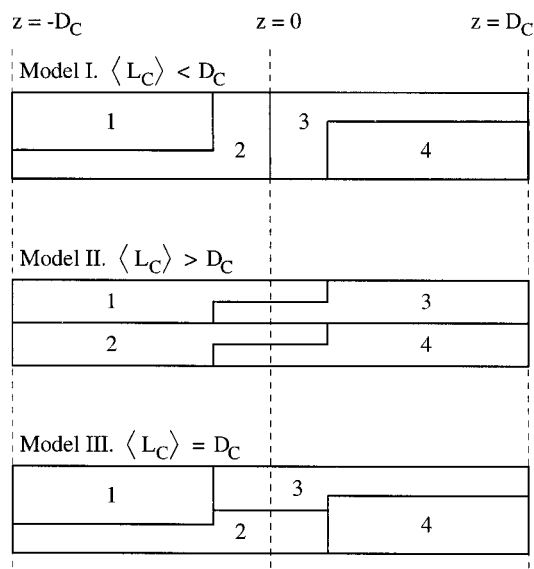 z = -D_C z = 0 z = D_C
Model I. ⟨L_C⟩ < D_C
1 2 3 4
Model II. ⟨L_C⟩ > D_C
1 3
2 4
Model III. ⟨L_C⟩ = D_C
1 3
2 4